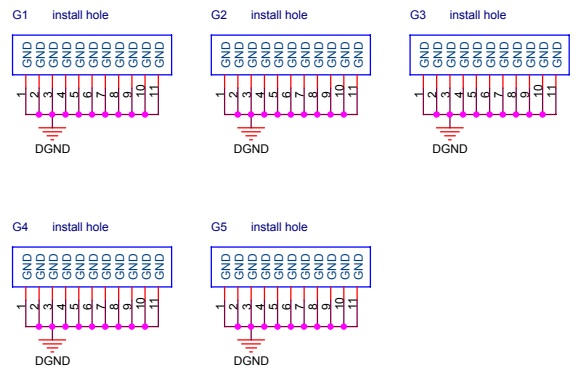 G1 install hole G2 install hole G3 install hole
GND GND GND GND GND GND GND GND GND GND GND GND GND GND GND GND GND GND GND GND GND GND GND GND GND GND GND GND GND GND GND GND GND
1 2 3 4 5 6 7 8 9 10 11 1 2 3 4 5 6 7 8 9 10 11 1 2 3 4 5 6 7 8 9 10 11
DGND DGND DGND
G4 install hole G5 install hole
GND GND GND GND GND GND GND GND GND GND GND GND GND GND GND GND GND GND GND GND GND GND
1 2 3 4 5 6 7 8 9 10 11 1 2 3 4 5 6 7 8 9 10 11
DGND DGND